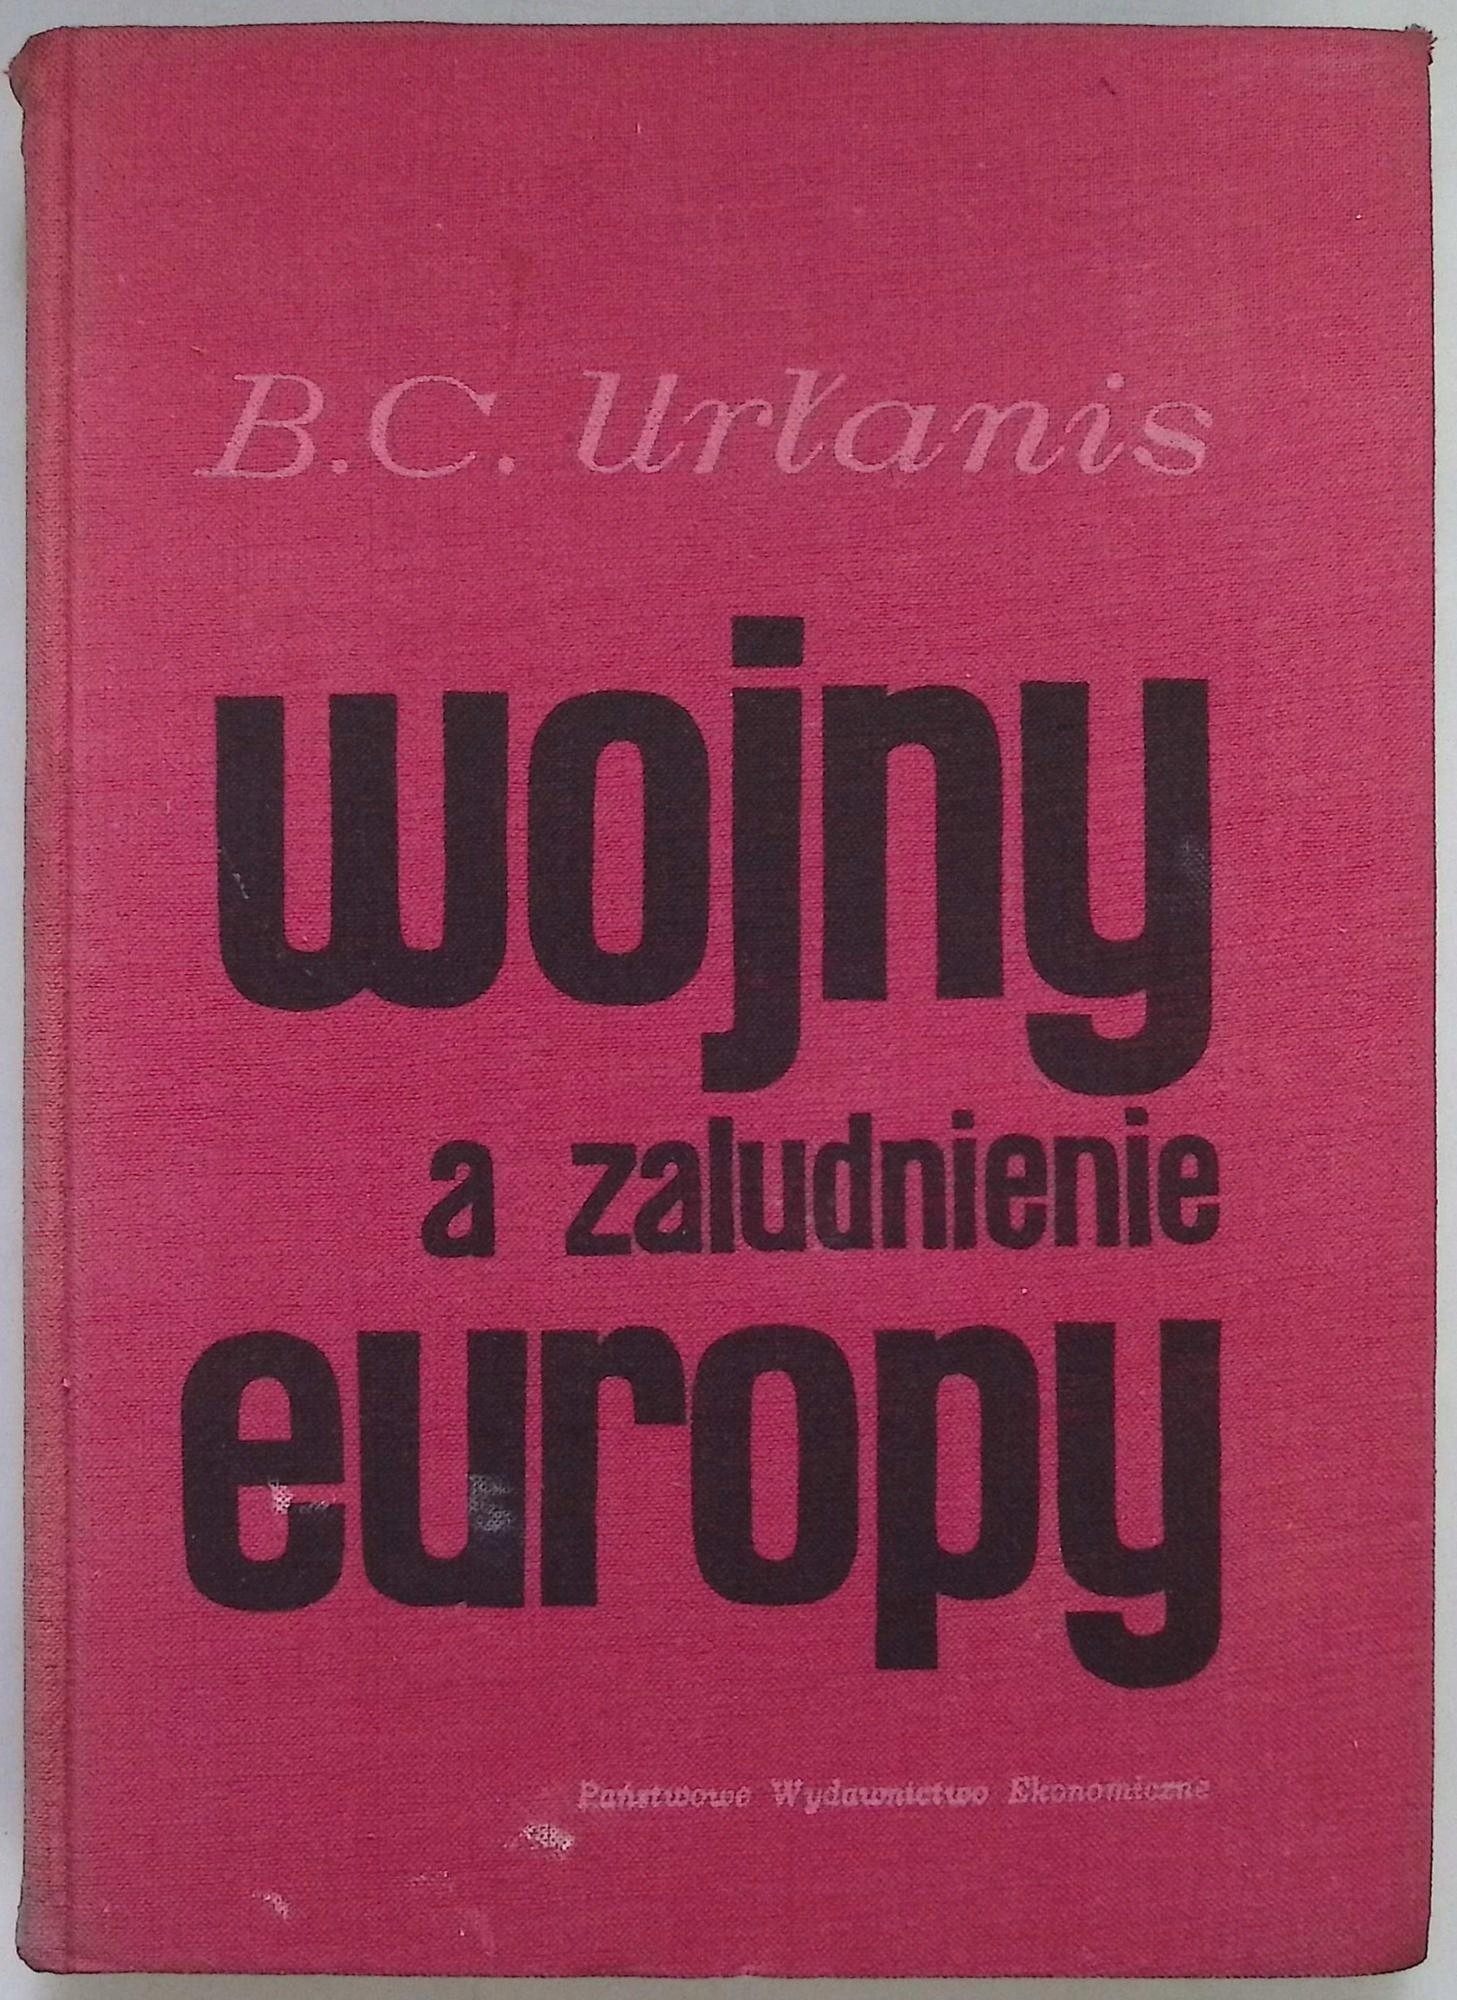 B.C. Urłanis
wojny
a zaludnienie
europy
Państwowe Wydawnictwo Ekonomiczne